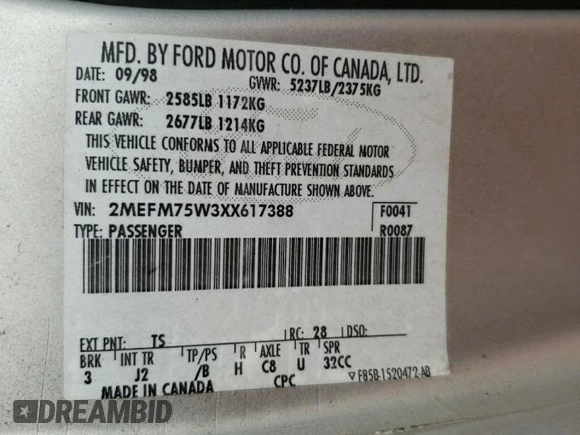 MFD. BY FORD MOTOR CO. OF CANADA, LTD.
DATE: 09/98 GVWR: 5237LB/2375KG
FRONT GAWR: 2585LB 1172KG
REAR GAWR: 2677LB 1214KG
THIS VEHICLE CONFORMS TO ALL APPLICABLE FEDERAL MOTOR
VEHICLE SAFETY, BUMPER, AND THEFT PREVENTION STANDARDS
IN EFFECT ON THE DATE OF MANUFACTURE SHOWN ABOVE.
VIN: 2MEFM75W3XX617388 F0041
TYPE: PASSENGER R0087
EXT PNT: TS RC: 28 DSO:
BRK INT TR TP/PS R AXLE TR SPR
3 J2 /B H C8 U 32CC
MADE IN CANADA CPC F85B-1520472-AB
DREAMBID